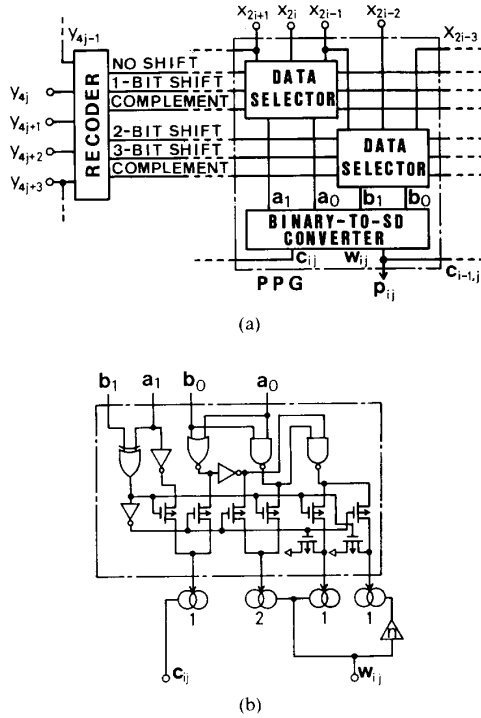 x2i+1 x2i x2i-1 x2i-2
x2i-3
y4j-1
y4j
y4j+1
y4j+2
y4j+3
RECODER
NO SHIFT
1-BIT SHIFT
COMPLEMENT
2-BIT SHIFT
3-BIT SHIFT
COMPLEMENT
DATA
SELECTOR
DATA
SELECTOR
a1 a0 b1 b0
BINARY-TO-SD
CONVERTER
cij wij
ci-1,j
PPG
pij
(a)
b1 a1 b0 a0
1 2 1 1
n
cij wij
(b)